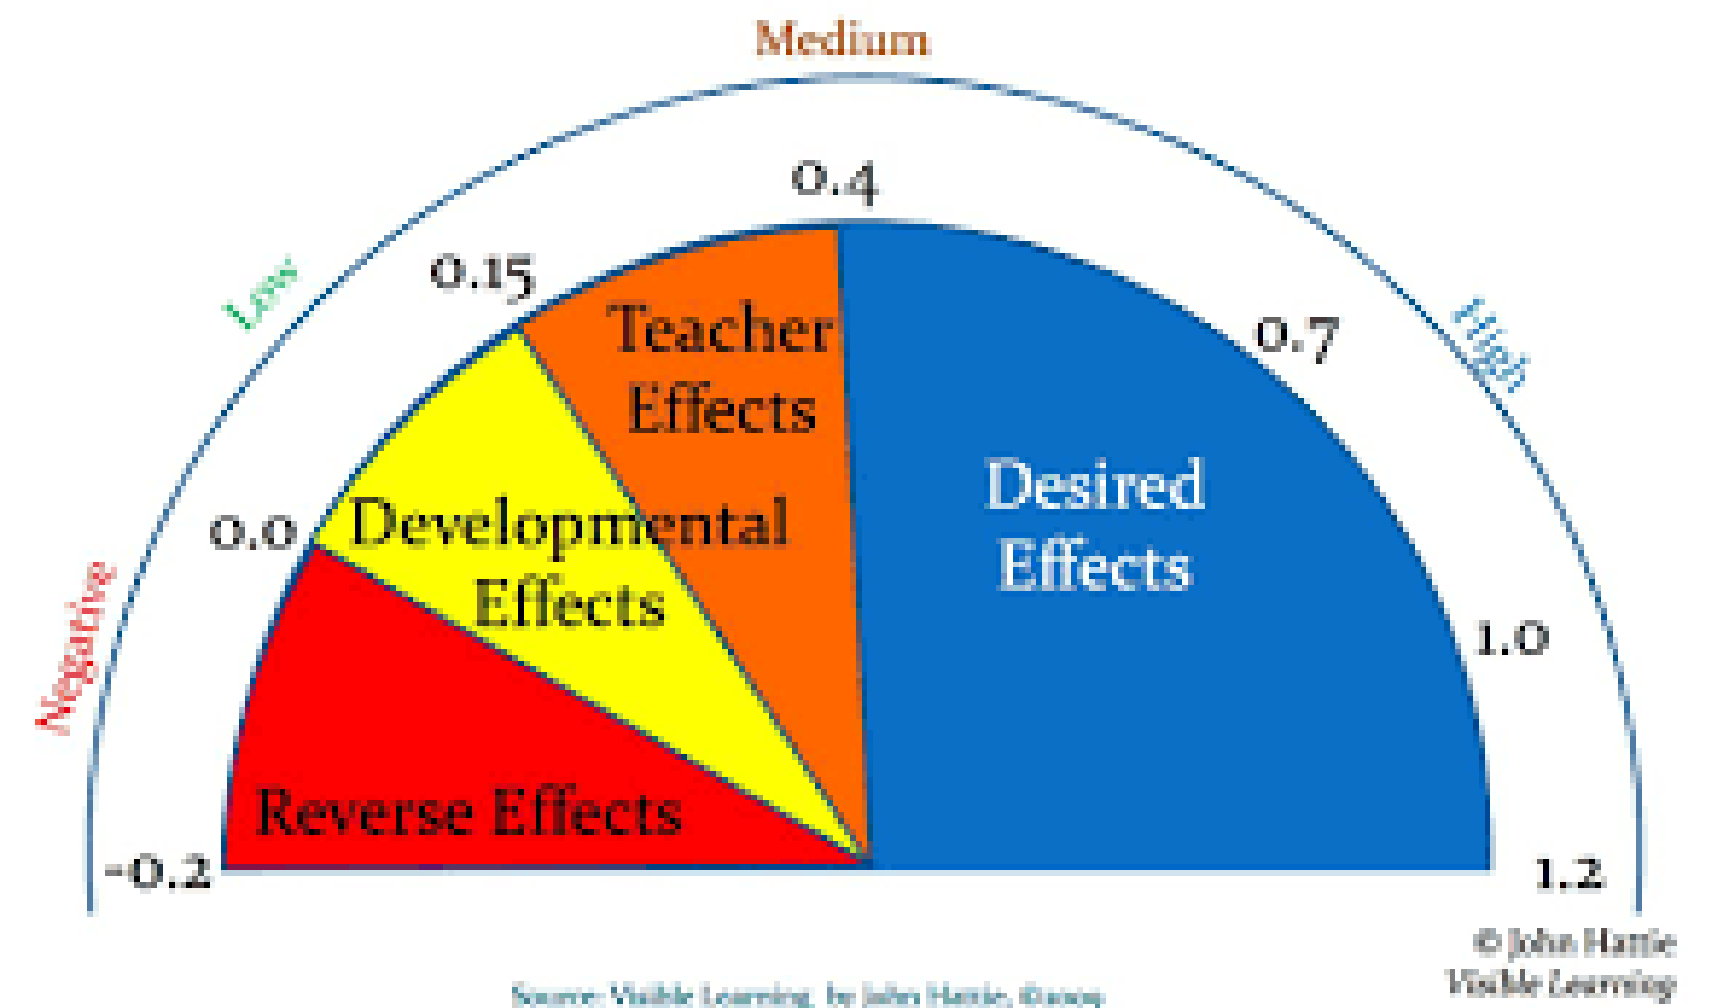 Medium
0.4
0.15
Low
0.7
High
Teacher
Effects
Desired
Effects
0.0
Developmental
Effects
Negative
1.0
Reverse Effects
-0.2
1.2
© John Hattie
Visible Learning
Source: Visible Learning, by John Hattie, ©2009